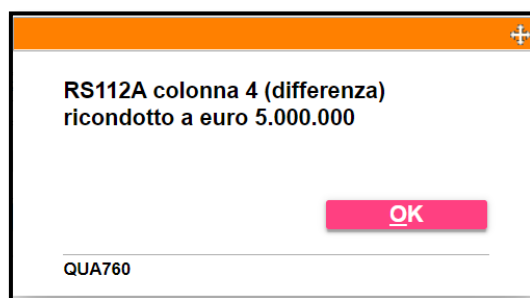 RS112A colonna 4 (differenza)
ricondotto a euro 5.000.000
OK
QUA760